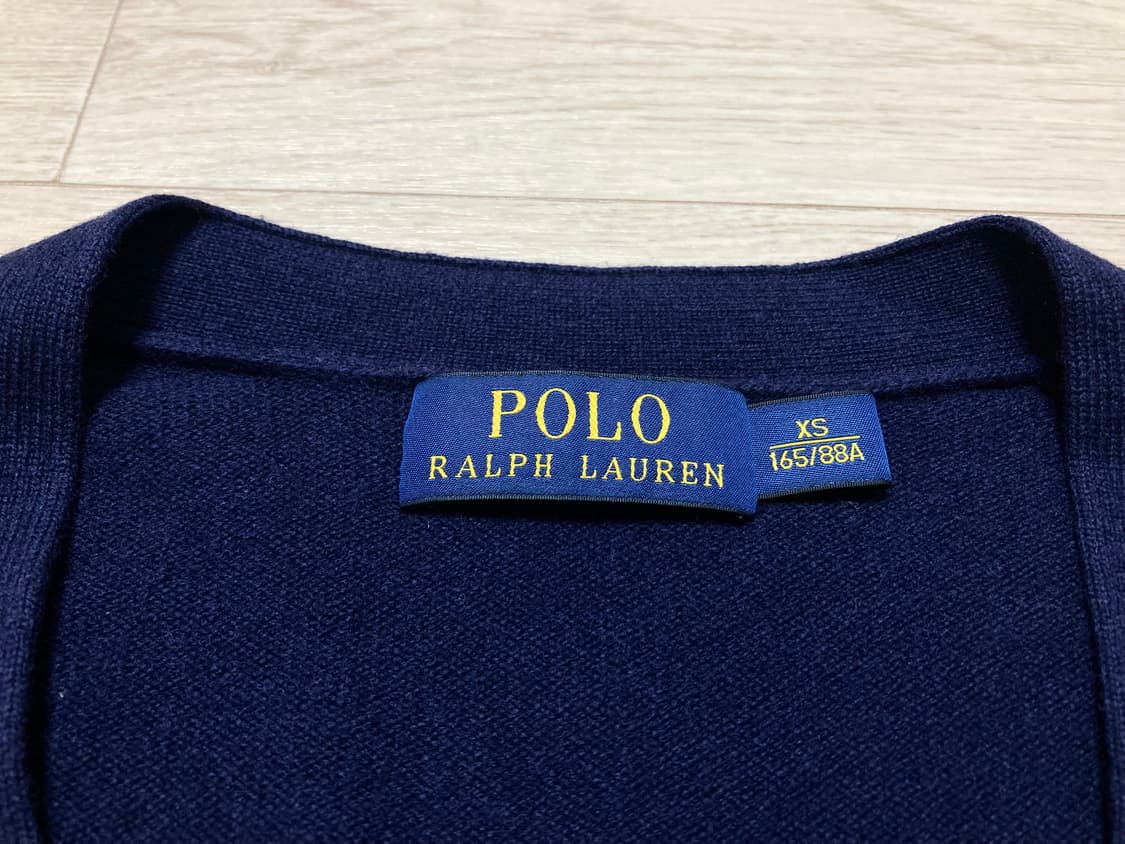 POLO
RALPH LAUREN
XS
165/88A